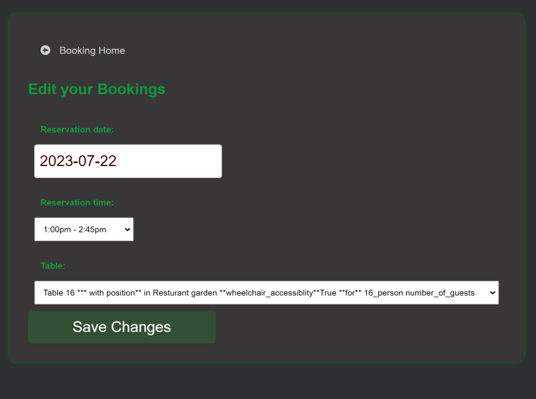 Booking Home
Edit your Bookings
Reservation date:
2023-07-22
Reservation time:
1:00pm - 2:45pm
Table:
Table 16 *** with position** in Resturant garden **wheelchair_accessiblity**True **for** 16_person number_of_guests
Save Changes